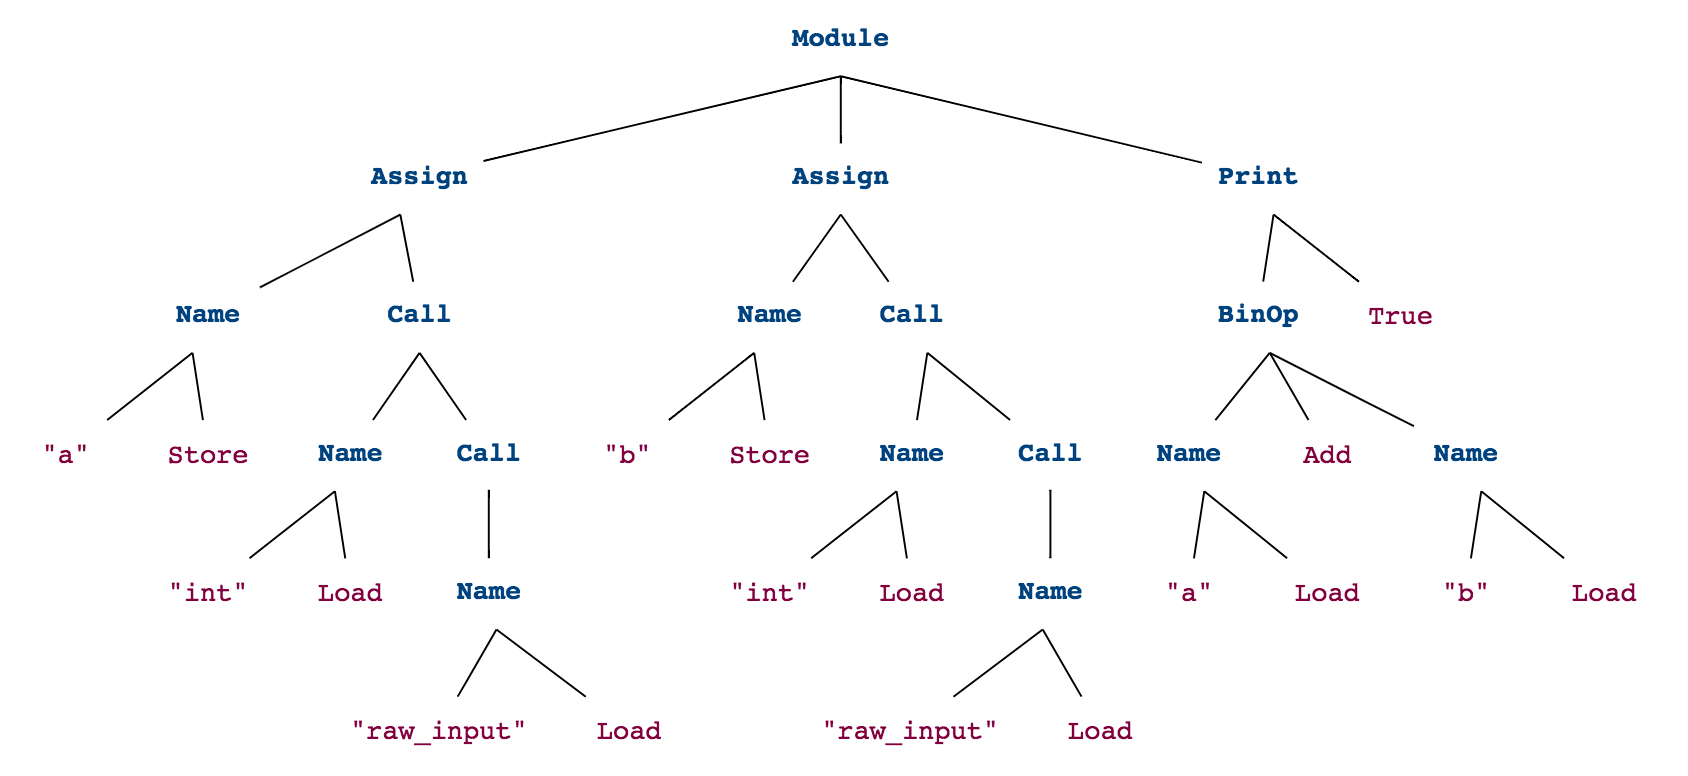 Module
Assign Assign Print
Name Call Name Call BinOp True
"a" Store Name Call "b" Store Name Call Name Add Name
"int" Load Name "int" Load Name "a" Load "b" Load
"raw_input" Load "raw_input" Load